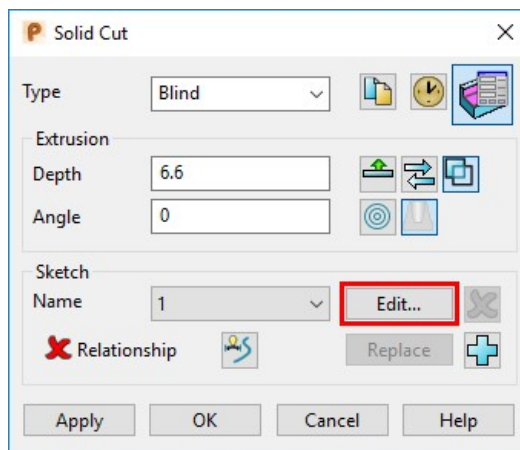 Solid Cut
Type Blind
Extrusion
Depth 6.6
Angle 0
Sketch
Name 1 Edit...
Relationship Replace
Apply OK Cancel Help